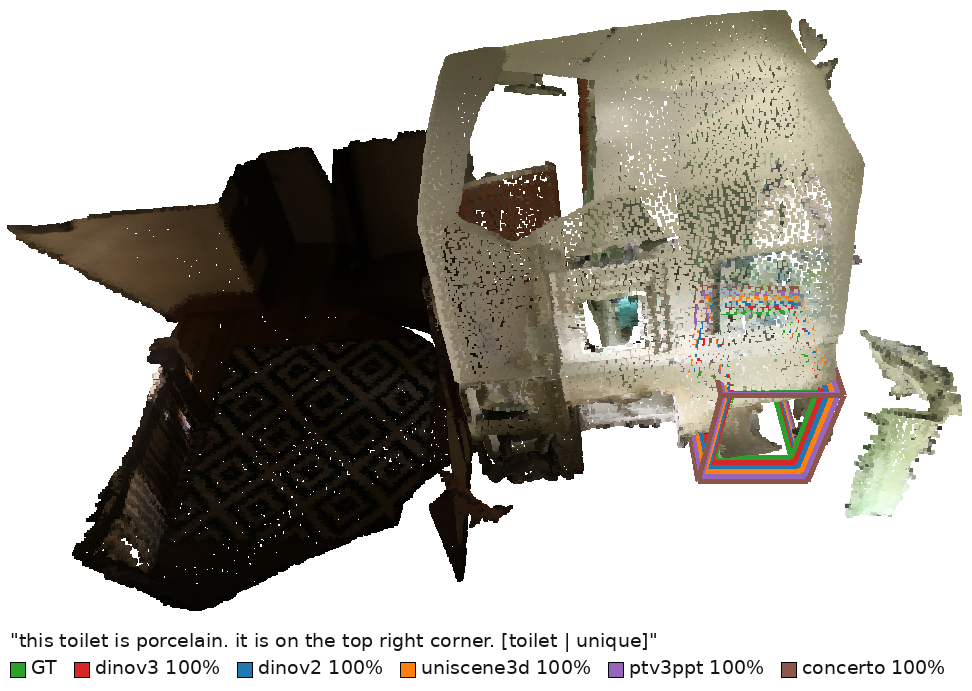 "this toilet is porcelain. it is on the top right corner. [toilet | unique]"
GT dinov3 100% dinov2 100% uniscene3d 100% ptv3ppt 100% concerto 100%